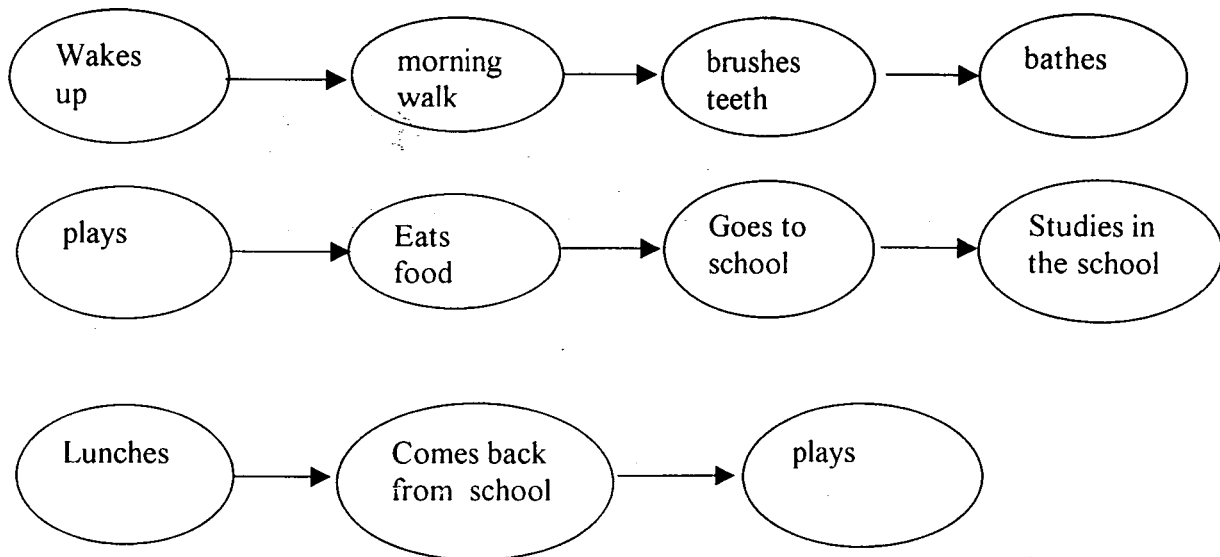 Wakes
up
morning
walk
brushes
teeth
bathes
plays
Eats
food
Goes to
school
Studies in
the school
Lunches
Comes back
from school
plays